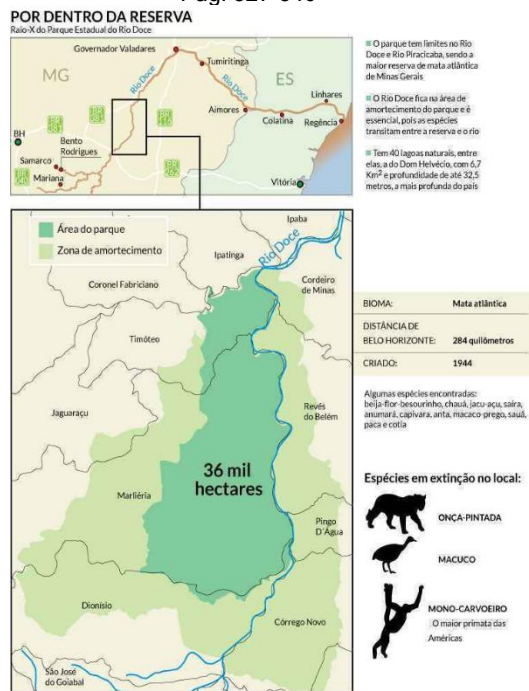 POR DENTRO DA RESERVA
Raio-X do Parque Estadual do Rio Doce
Governador Valadares
MG
Rio Doce
Tumiritinga
Rio Doce
ES
Aimores
Linhares
Colatina
Regência
BH
Bento
Rodrigues
Samarco
Mariana
BR
262
Vitória
O parque tem limites no Rio
Doce e Rio Piracicaba, sendo a
maior reserva de mata atlântica
de Minas Gerais
O Rio Doce fica na área de
amortecimento do parque e é
essencial, pois as espécies
transitam entre a reserva e o rio
Tem 40 lagoas naturais, entre
elas, a do Dom Helvécio, com 6,7
Km2 e profundidade de até 32,5
metros, a mais profunda do país
Área do parque
Zona de amortecimento
Ipaba
Rio Doce
Ipatinga
Coronel Fabriciano
Cordeiro
de Minas
Timóteo
Jaguaraçu
Revés
do Belém
36 mil
hectares
Marliéria
Pingo
D´Água
Dionísio
Córrego Novo
São José
do Goiabal
BIOMA: Mata atlântica
DISTÂNCIA DE
BELO HORIZONTE: 284 quilômetros
CRIADO: 1944
Algumas espécies encontradas:
beija-flor-besourinho, chauá, jacu-açu, saíra,
anumará, capivara, anta, macaco-prego, sauá,
paca e cotia
Espécies em extinção no local:
ONÇA-PINTADA
MACUCO
MONO-CARVOEIRO
O maior primata das
Américas